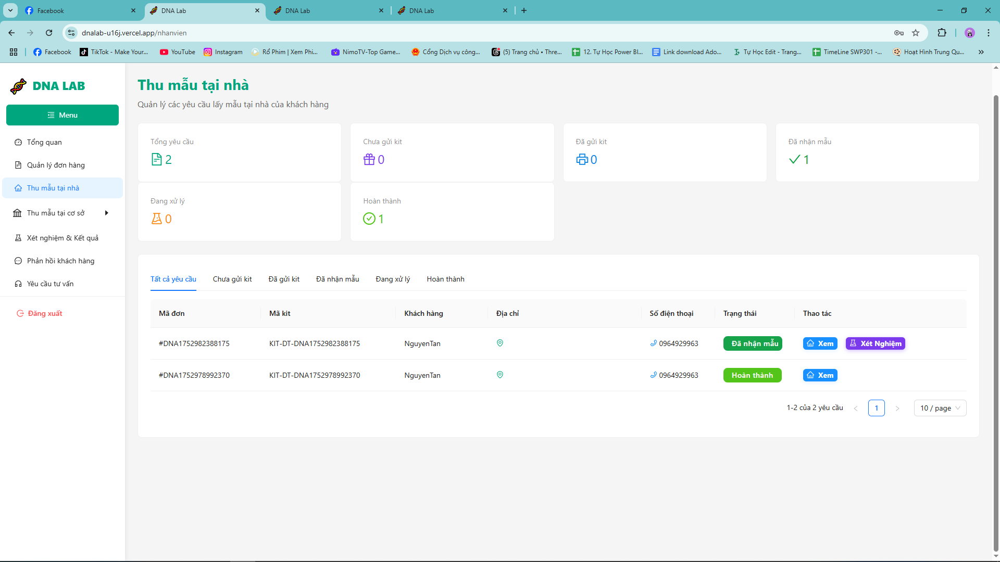 Facebook
DNA Lab
DNA Lab
DNA Lab
dnalab-u16j.vercel.app/nhanvien
Facebook
TikTok - Make Your...
YouTube
Instagram
Rổ Phim | Xem Phi...
NimoTV-Top Game...
Cổng Dịch vụ công...
(5) Trang chủ • Thre...
12. Tự Học Power BI...
Link download Ado...
Tự Học Edit - Trang...
TimeLine SWP301 -...
Hoạt Hình Trung Qu...
DNA LAB
Menu
Tổng quan
Quản lý đơn hàng
Thu mẫu tại nhà
Thu mẫu tại cơ sở
Xét nghiệm & Kết quả
Phản hồi khách hàng
Yêu cầu tư vấn
Đăng xuất
Thu mẫu tại nhà
Quản lý các yêu cầu lấy mẫu tại nhà của khách hàng
Tổng yêu cầu
2
Chưa gửi kit
0
Đã gửi kit
0
Đã nhận mẫu
1
Đang xử lý
0
Hoàn thành
1
Tất cả yêu cầu
Chưa gửi kit
Đã gửi kit
Đã nhận mẫu
Đang xử lý
Hoàn thành
Mã đơn
Mã kit
Khách hàng
Địa chỉ
Số điện thoại
Trạng thái
Thao tác
#DNA1752982388175
KIT-DT-DNA1752982388175
NguyenTan
0964929963
Đã nhận mẫu
Xem
Xét Nghiệm
#DNA1752978992370
KIT-DT-DNA1752978992370
NguyenTan
0964929963
Hoàn thành
Xem
1-2 của 2 yêu cầu
1
10 / page